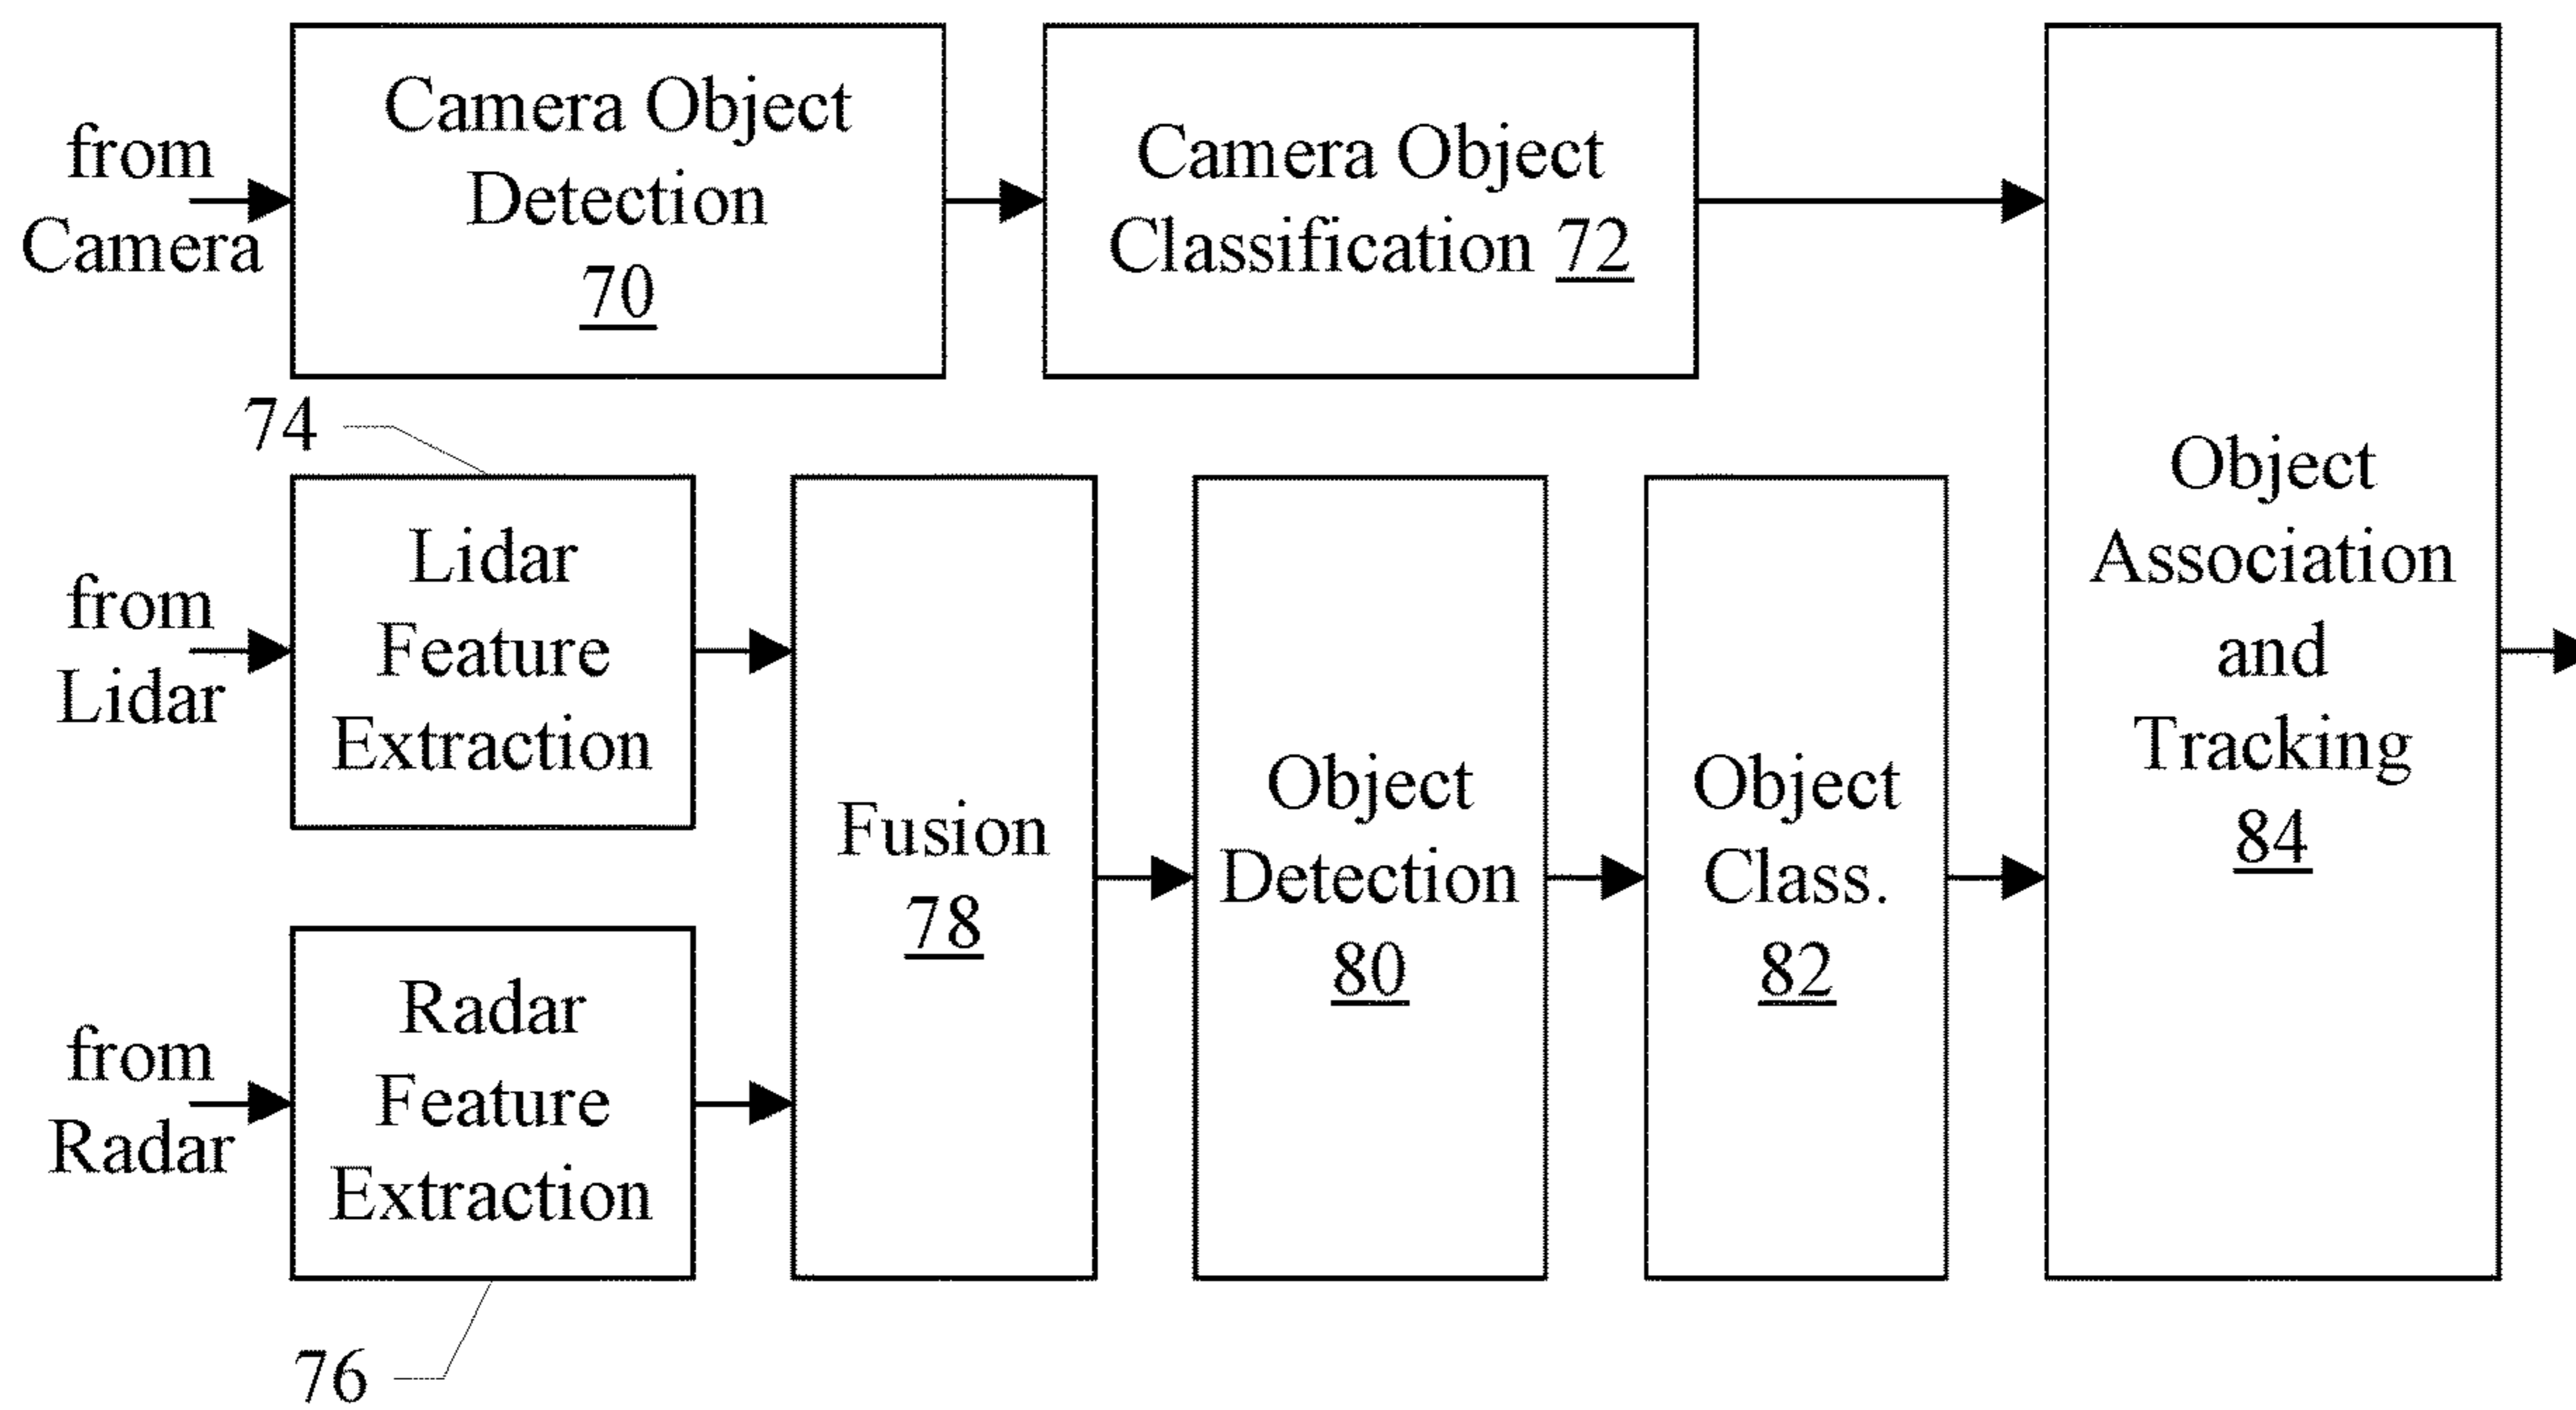 from
Camera
Camera Object
Detection
70
Camera Object
Classification 72
74
from
Lidar
Lidar
Feature
Extraction
from
Radar
Radar
Feature
Extraction
76
Fusion
78
Object
Detection
80
Object
Class.
82
Object
Association
and
Tracking
84